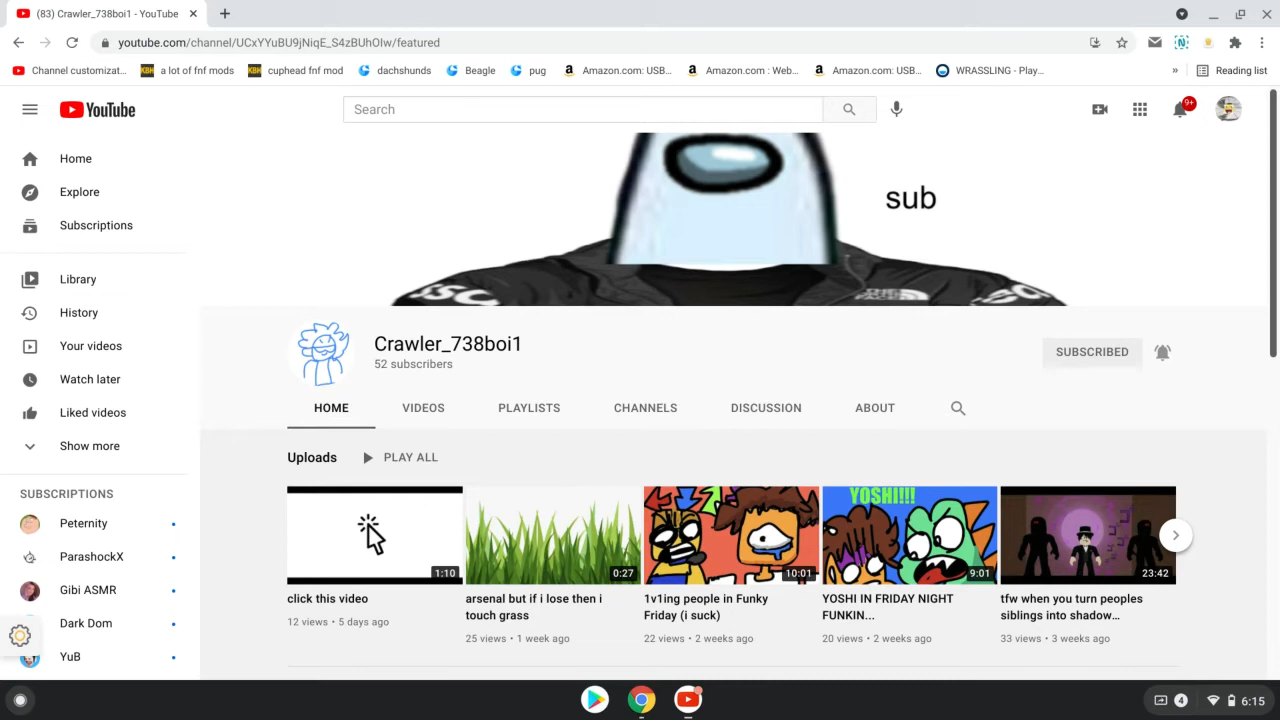 (83) Crawler_738boi1 - YouTube
youtube.com/channel/UCxYYuBU9jNiqE_S4zBUhOIw/featured
Channel customizat... a lot of fnf mods cuphead fnf mod dachshunds Beagle pug Amazon.com: USB... Amazon.com : Web... Amazon.com: USB... WRASSLING - Play... » Reading list
YouTube
Search
9+
sub
Home
Explore
Subscriptions
Library
History
Your videos
Watch later
Liked videos
Show more
SUBSCRIPTIONS
Peternity
ParashockX
Gibi ASMR
Dark Dom
YuB
Crawler_738boi1
52 subscribers
SUBSCRIBED
HOME VIDEOS PLAYLISTS CHANNELS DISCUSSION ABOUT
Uploads PLAY ALL
YOSHI!!!
1:10 0:27 10:01 9:01 23:42
click this video
12 views • 5 days ago
arsenal but if i lose then i
touch grass
25 views • 1 week ago
1v1ing people in Funky
Friday (i suck)
22 views • 2 weeks ago
YOSHI IN FRIDAY NIGHT
FUNKIN...
20 views • 2 weeks ago
tfw when you turn peoples
siblings into shadow...
33 views • 3 weeks ago
4 6:15